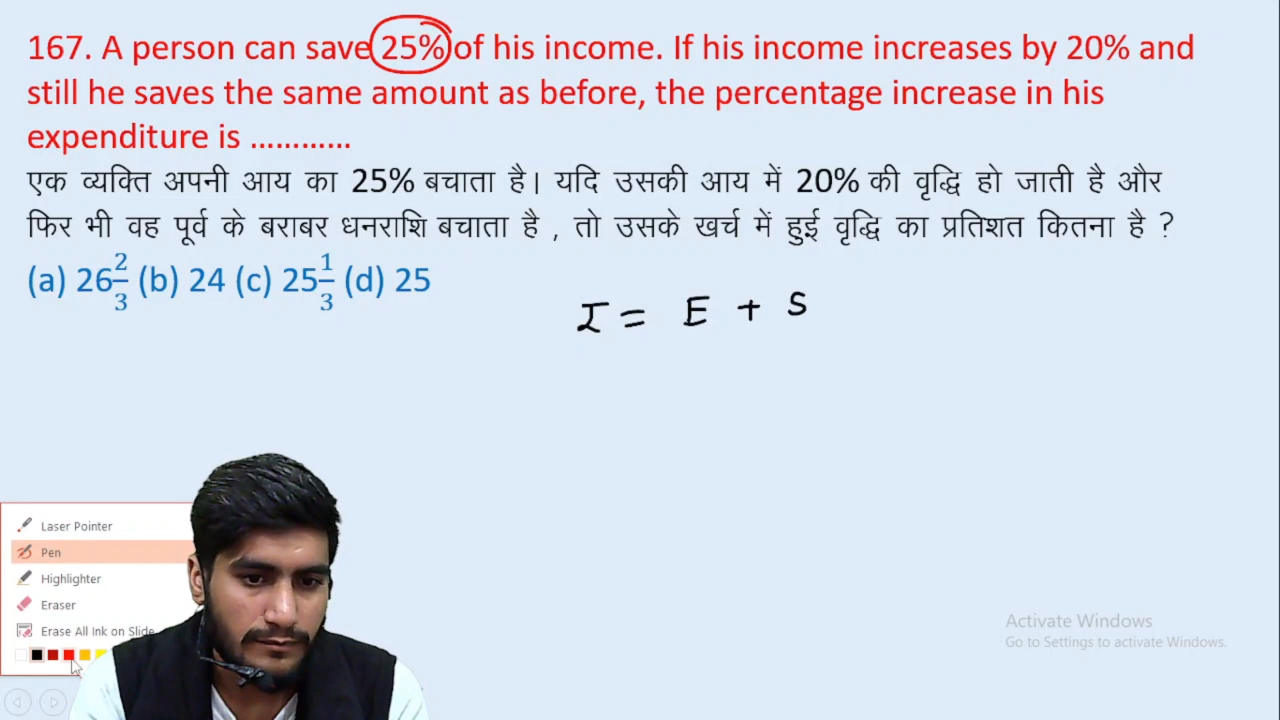 167. A person can save 25% of his income. If his income increases by 20% and
still he saves the same amount as before, the percentage increase in his
expenditure is .............
एक व्यक्ति अपनी आय का 25% बचाता है। यदि उसकी आय में 20% की वृद्धि हो जाती है और
फिर भी वह पूर्व के बराबर धनराशि बचाता है , तो उसके खर्च में हुई वृद्धि का प्रतिशत कितना है ?
(a) 26 2/3 (b) 24 (c) 25 1/3 (d) 25
I = E + S
Laser Pointer
Pen
Highlighter
Eraser
Erase All Ink on Slide
Activate Windows
Go to Settings to activate Windows.